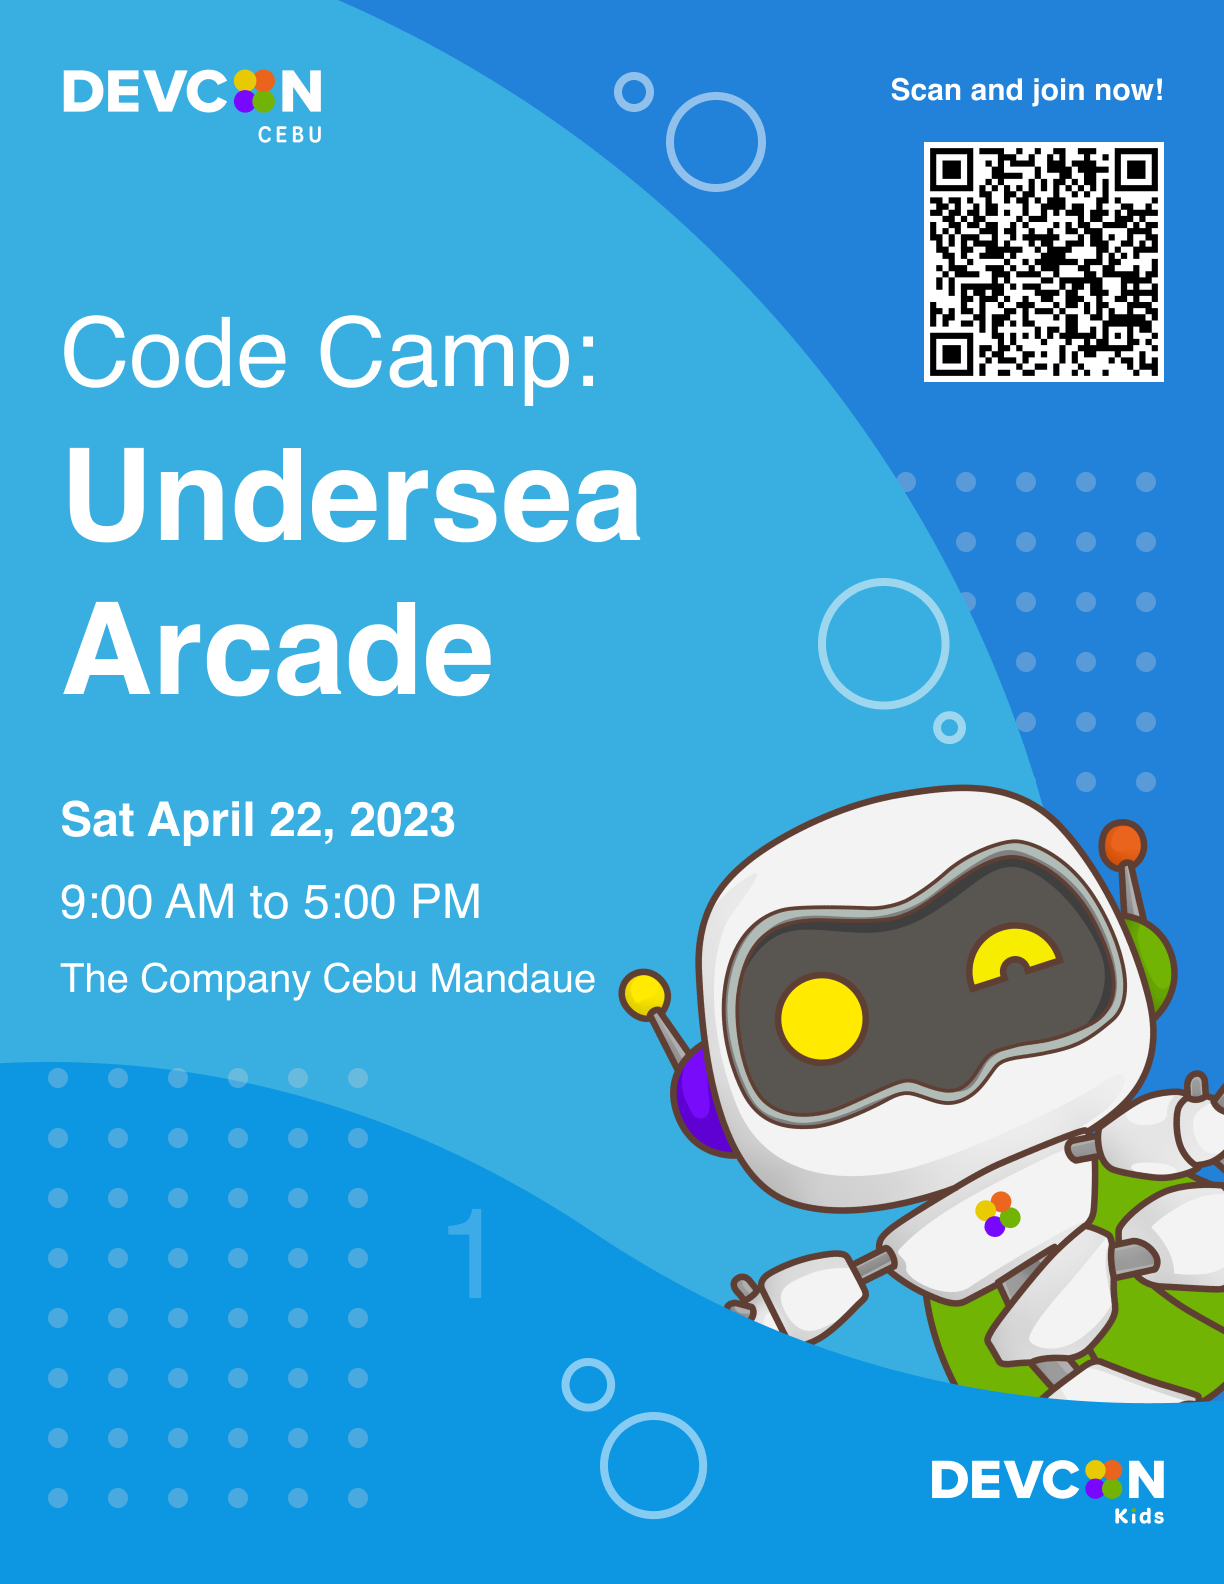 DEVCON
CEBU
Scan and join now!
Code Camp:
Undersea
Arcade
Sat April 22, 2023
9:00 AM to 5:00 PM
The Company Cebu Mandaue
1
DEVCON
Kids